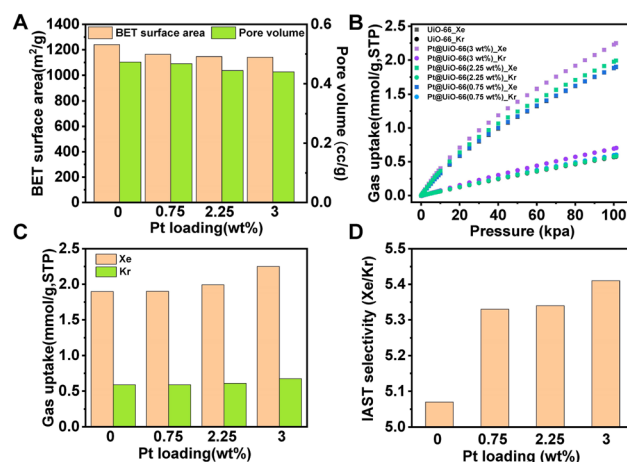 A
BET surface area
Pore volume
BET surface area(m²/g)
1400
1200
1000
800
600
400
200
0
0.6
0.4
0.2
0.0
Pore volume (cc/g)
0
0.75
2.25
3
Pt loading(wt%)
B
UiO-66_Xe
UiO-66_Kr
Pt@UiO-66(3 wt%)_Xe
Pt@UiO-66(3 wt%)_Kr
Pt@UiO-66(2.25 wt%)_Xe
Pt@UiO-66(2.25 wt%)_Kr
Pt@UiO-66(0.75 wt%)_Xe
Pt@UiO-66(0.75 wt%)_Kr
Gas uptake(mmol/g,STP)
2.5
2.0
1.5
1.0
0.5
0.0
0
20
40
60
80
100
Pressure (kpa)
C
Xe
Kr
Gas uptake(mmol/g,STP)
2.5
2.0
1.5
1.0
0.5
0.0
0
0.75
2.25
3
Pt loading(wt%)
D
IAST selectivity (Xe/Kr)
5.5
5.4
5.3
5.2
5.1
5.0
0
0.75
2.25
3
Pt loading (wt%)